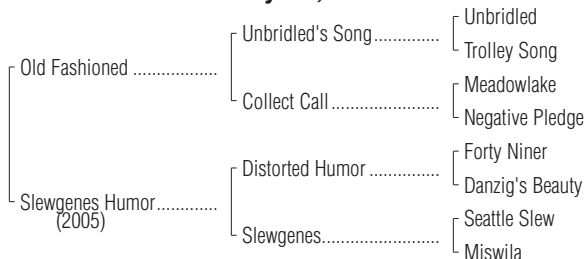 Unbridled
Unbridled's Song..............
Trolley Song
Old Fashioned ..................
Meadowlake
Collect Call.......................
Negative Pledge
Forty Niner
Distorted Humor ...............
Danzig's Beauty
Slewgenes Humor.............
(2005)
Seattle Slew
Slewgenes.........................
Miswila